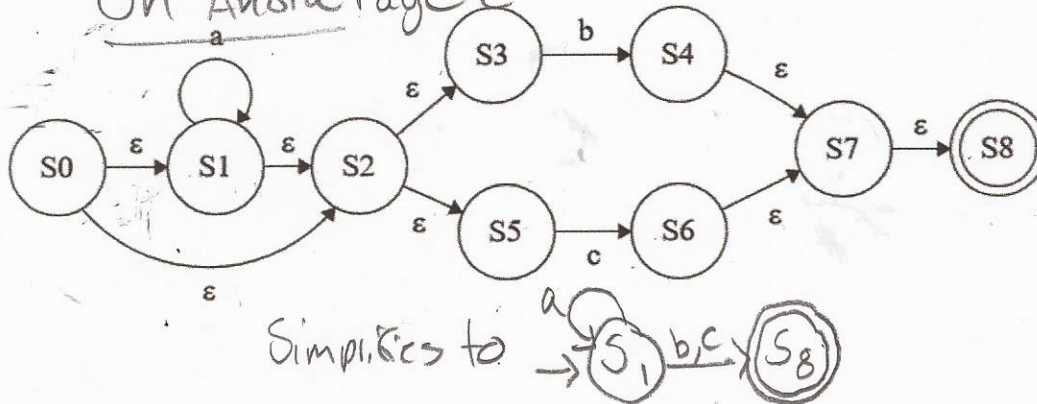 On Another Page
a
S3 b S4
ε ε
S0 ε S1 ε S2 S7 ε S8
ε ε
S5 c S6
ε
Simplifies to a S1 b,c S8